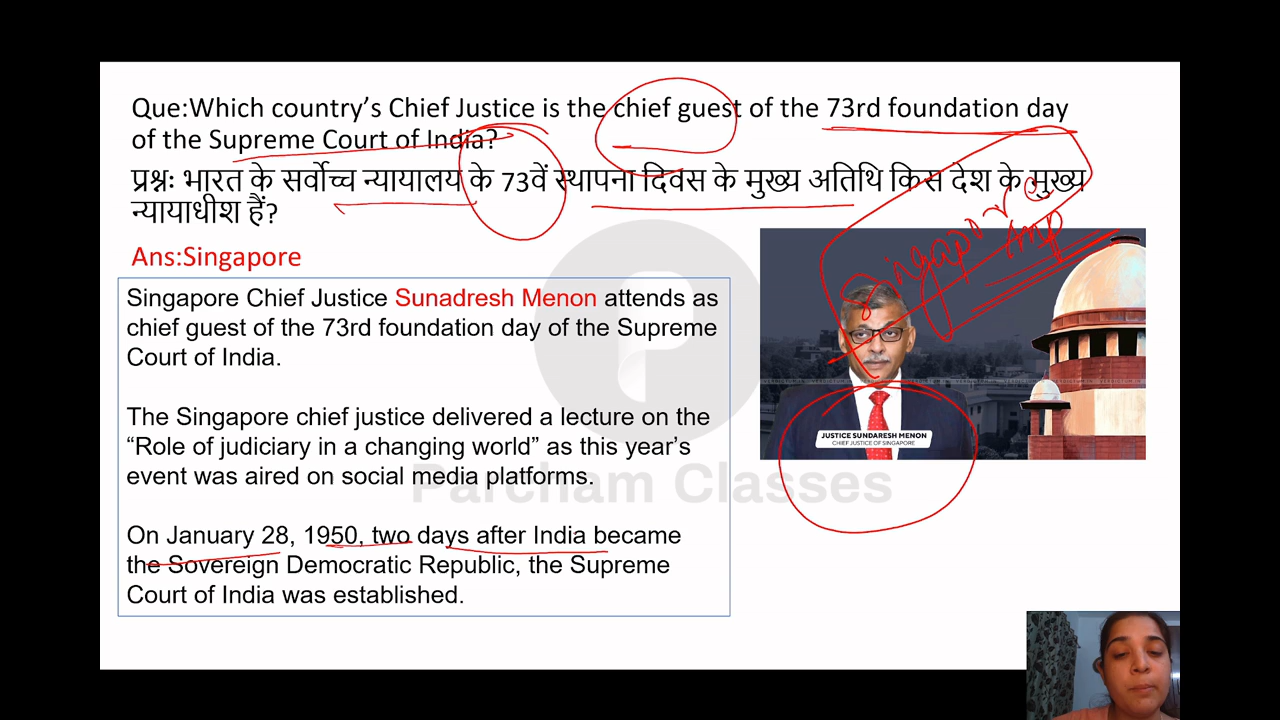 Que:Which country’s Chief Justice is the chief guest of the 73rd foundation day
of the Supreme Court of India?
प्रश्नः भारत के सर्वोच्च न्यायालय के 73वें स्थापना दिवस के मुख्य अतिथि किस देश के मुख्य
न्यायाधीश हैं?
Ans:Singapore
Singapore Chief Justice Sunadresh Menon attends as
chief guest of the 73rd foundation day of the Supreme
Court of India.
The Singapore chief justice delivered a lecture on the
“Role of judiciary in a changing world” as this year’s
event was aired on social media platforms.
On January 28, 1950, two days after India became
the Sovereign Democratic Republic, the Supreme
Court of India was established.
Singapore
Imp
JUSTICE SUNDARESH MENON
CHIEF JUSTICE OF SINGAPORE
Parcham Classes